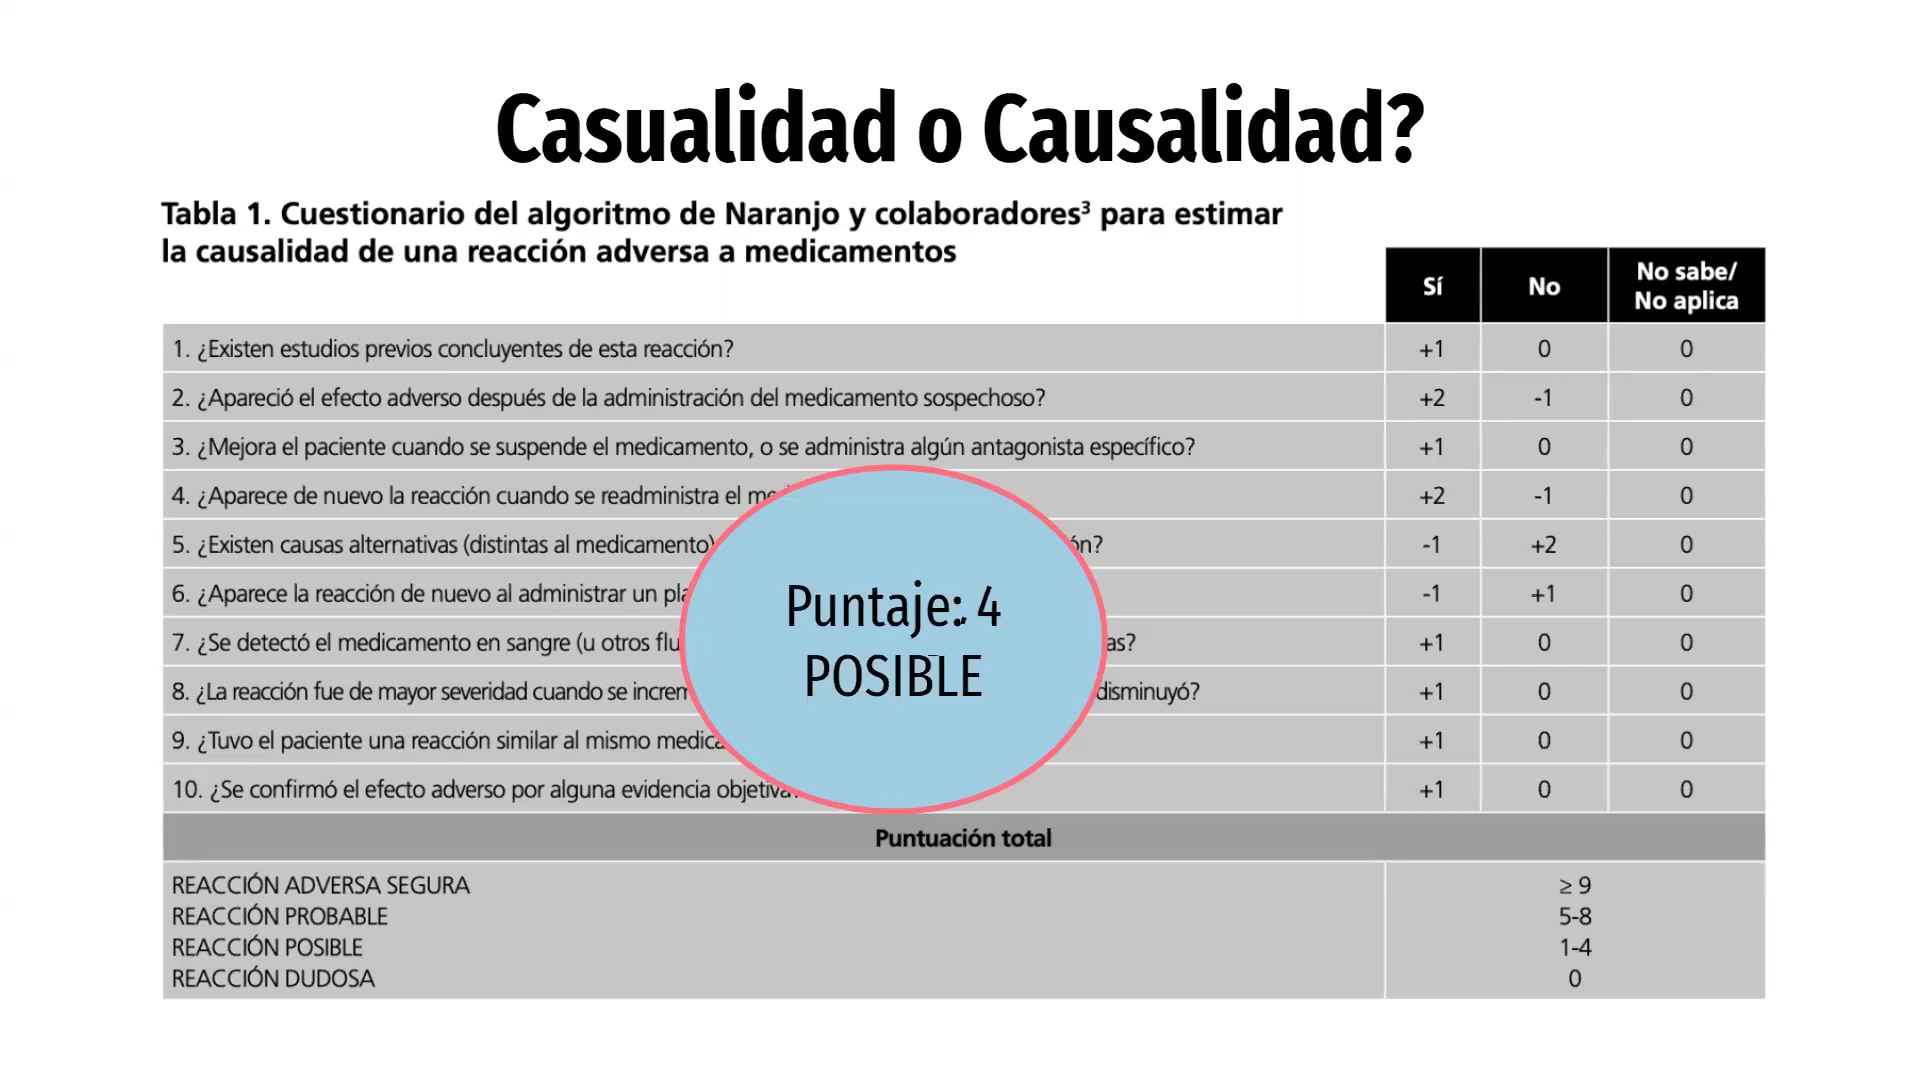 Casualidad o Causalidad?
Tabla 1. Cuestionario del algoritmo de Naranjo y colaboradores³ para estimar
la causalidad de una reacción adversa a medicamentos
Sí No No sabe/
No aplica
1. ¿Existen estudios previos concluyentes de esta reacción? +1 0 0
2. ¿Apareció el efecto adverso después de la administración del medicamento sospechoso? +2 -1 0
3. ¿Mejora el paciente cuando se suspende el medicamento, o se administra algún antagonista específico? +1 0 0
4. ¿Aparece de nuevo la reacción cuando se readministra el +2 -1 0
5. ¿Existen causas alternativas (distintas al medicamento) -1 +2 0
6. ¿Aparece la reacción de nuevo al administrar un -1 +1 0
7. ¿Se detectó el medicamento en sangre (u otros +1 0 0
8. ¿La reacción fue de mayor severidad cuando se disminuyó? +1 0 0
9. ¿Tuvo el paciente una reacción similar al mismo +1 0 0
10. ¿Se confirmó el efecto adverso por alguna evidencia objetiva? +1 0 0
Puntaje: 4
POSIBLE
Puntuación total
REACCIÓN ADVERSA SEGURA ≥ 9
REACCIÓN PROBABLE 5-8
REACCIÓN POSIBLE 1-4
REACCIÓN DUDOSA 0